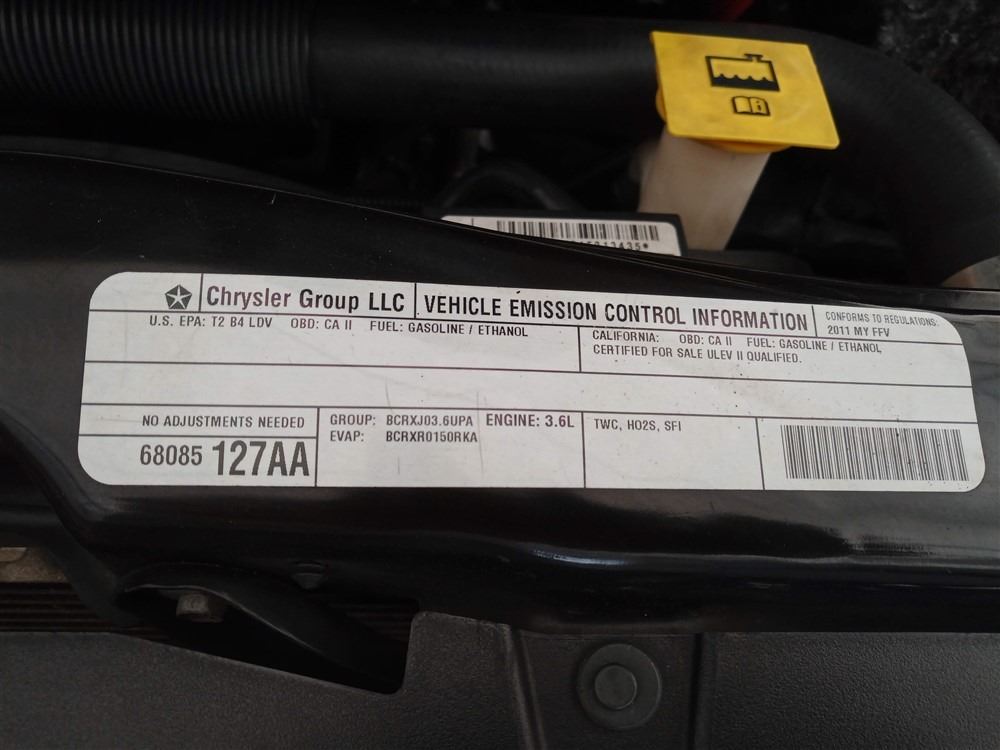 Chrysler Group LLC
VEHICLE EMISSION CONTROL INFORMATION
CONFORMS TO REGULATIONS:
2011 MY FFV
U.S. EPA: T2 B4 LDV OBD: CA II FUEL: GASOLINE / ETHANOL
CALIFORNIA: OBD: CA II FUEL: GASOLINE / ETHANOL
CERTIFIED FOR SALE ULEV II QUALIFIED.
NO ADJUSTMENTS NEEDED
68085 127AA
GROUP: BCRXJ03.6UPA
EVAP: BCRXR0150RKA
ENGINE: 3.6L
TWC, HO2S, SFI